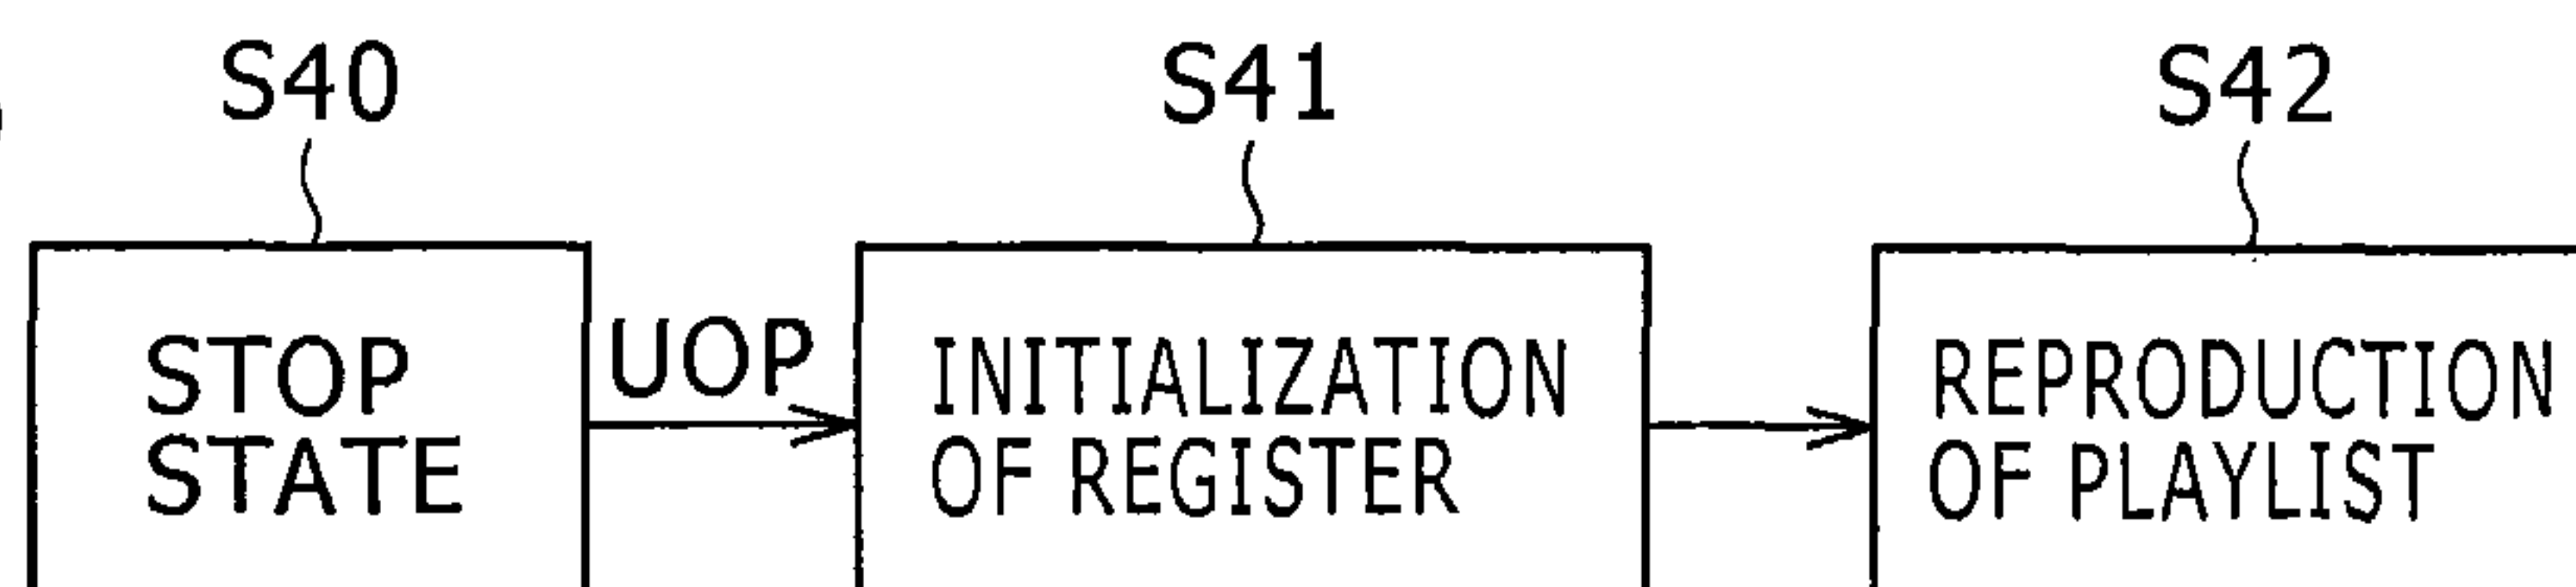 S40
S41
S42
STOP
STATE
UOP
INITIALIZATION
OF REGISTER
REPRODUCTION
OF PLAYLIST